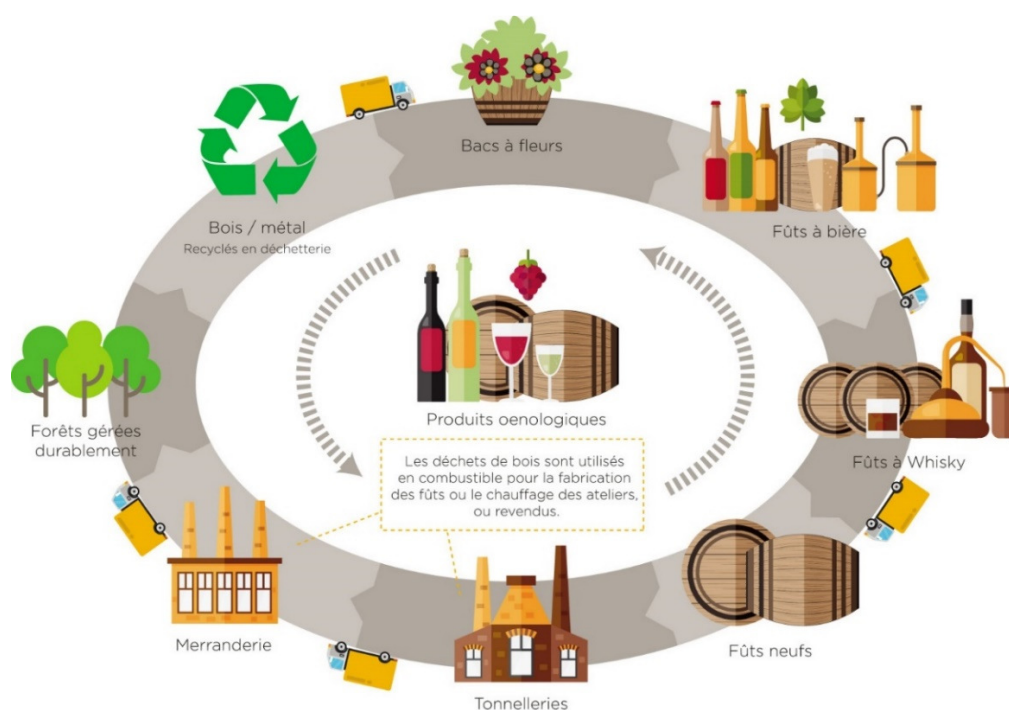 Bacs à fleurs
Bois / métal
Recyclés en déchetterie
Fûts à bière
Forêts gérées
durablement
Produits oenologiques
Fûts à Whisky
Les déchets de bois sont utilisés
en combustible pour la fabrication
des fûts ou le chauffage des ateliers,
ou revendus.
Merranderie
Fûts neufs
Tonnelleries